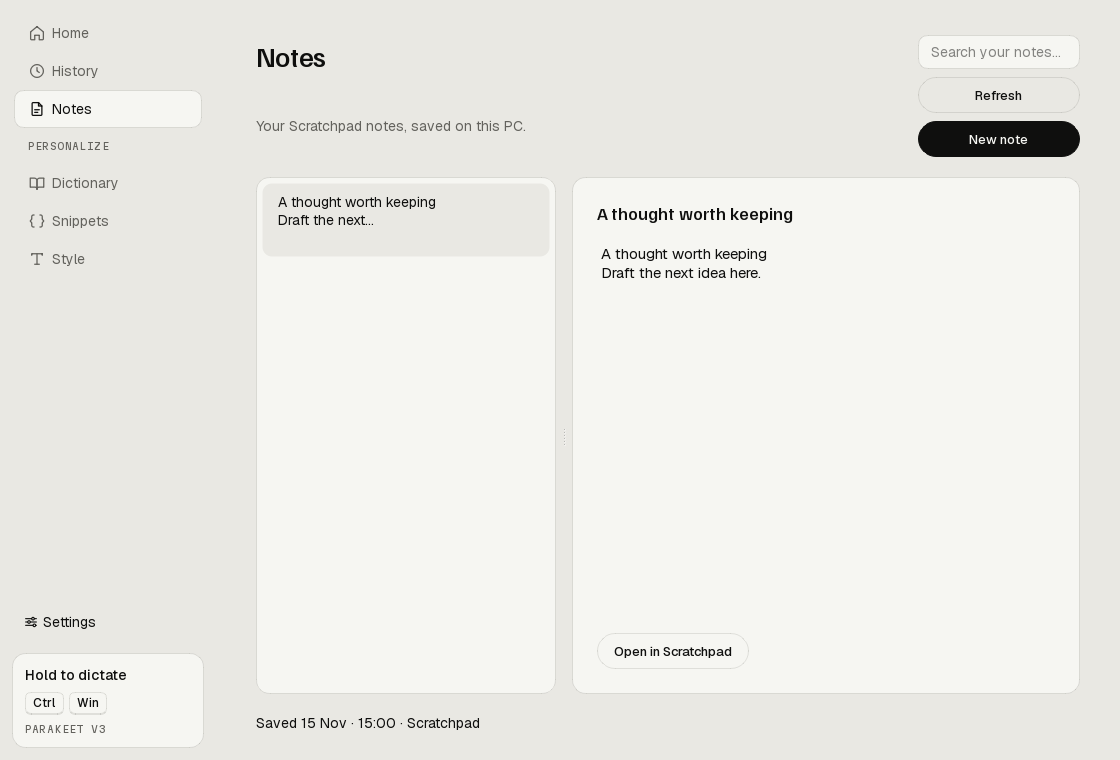 Home
History
Notes
PERSONALIZE
Dictionary
Snippets
Style
Settings
Hold to dictate
Ctrl Win
PARAKEET V3
Notes
Your Scratchpad notes, saved on this PC.
Search your notes...
Refresh
New note
A thought worth keeping
Draft the next...
A thought worth keeping
A thought worth keeping
Draft the next idea here.
Open in Scratchpad
Saved 15 Nov · 15:00 · Scratchpad